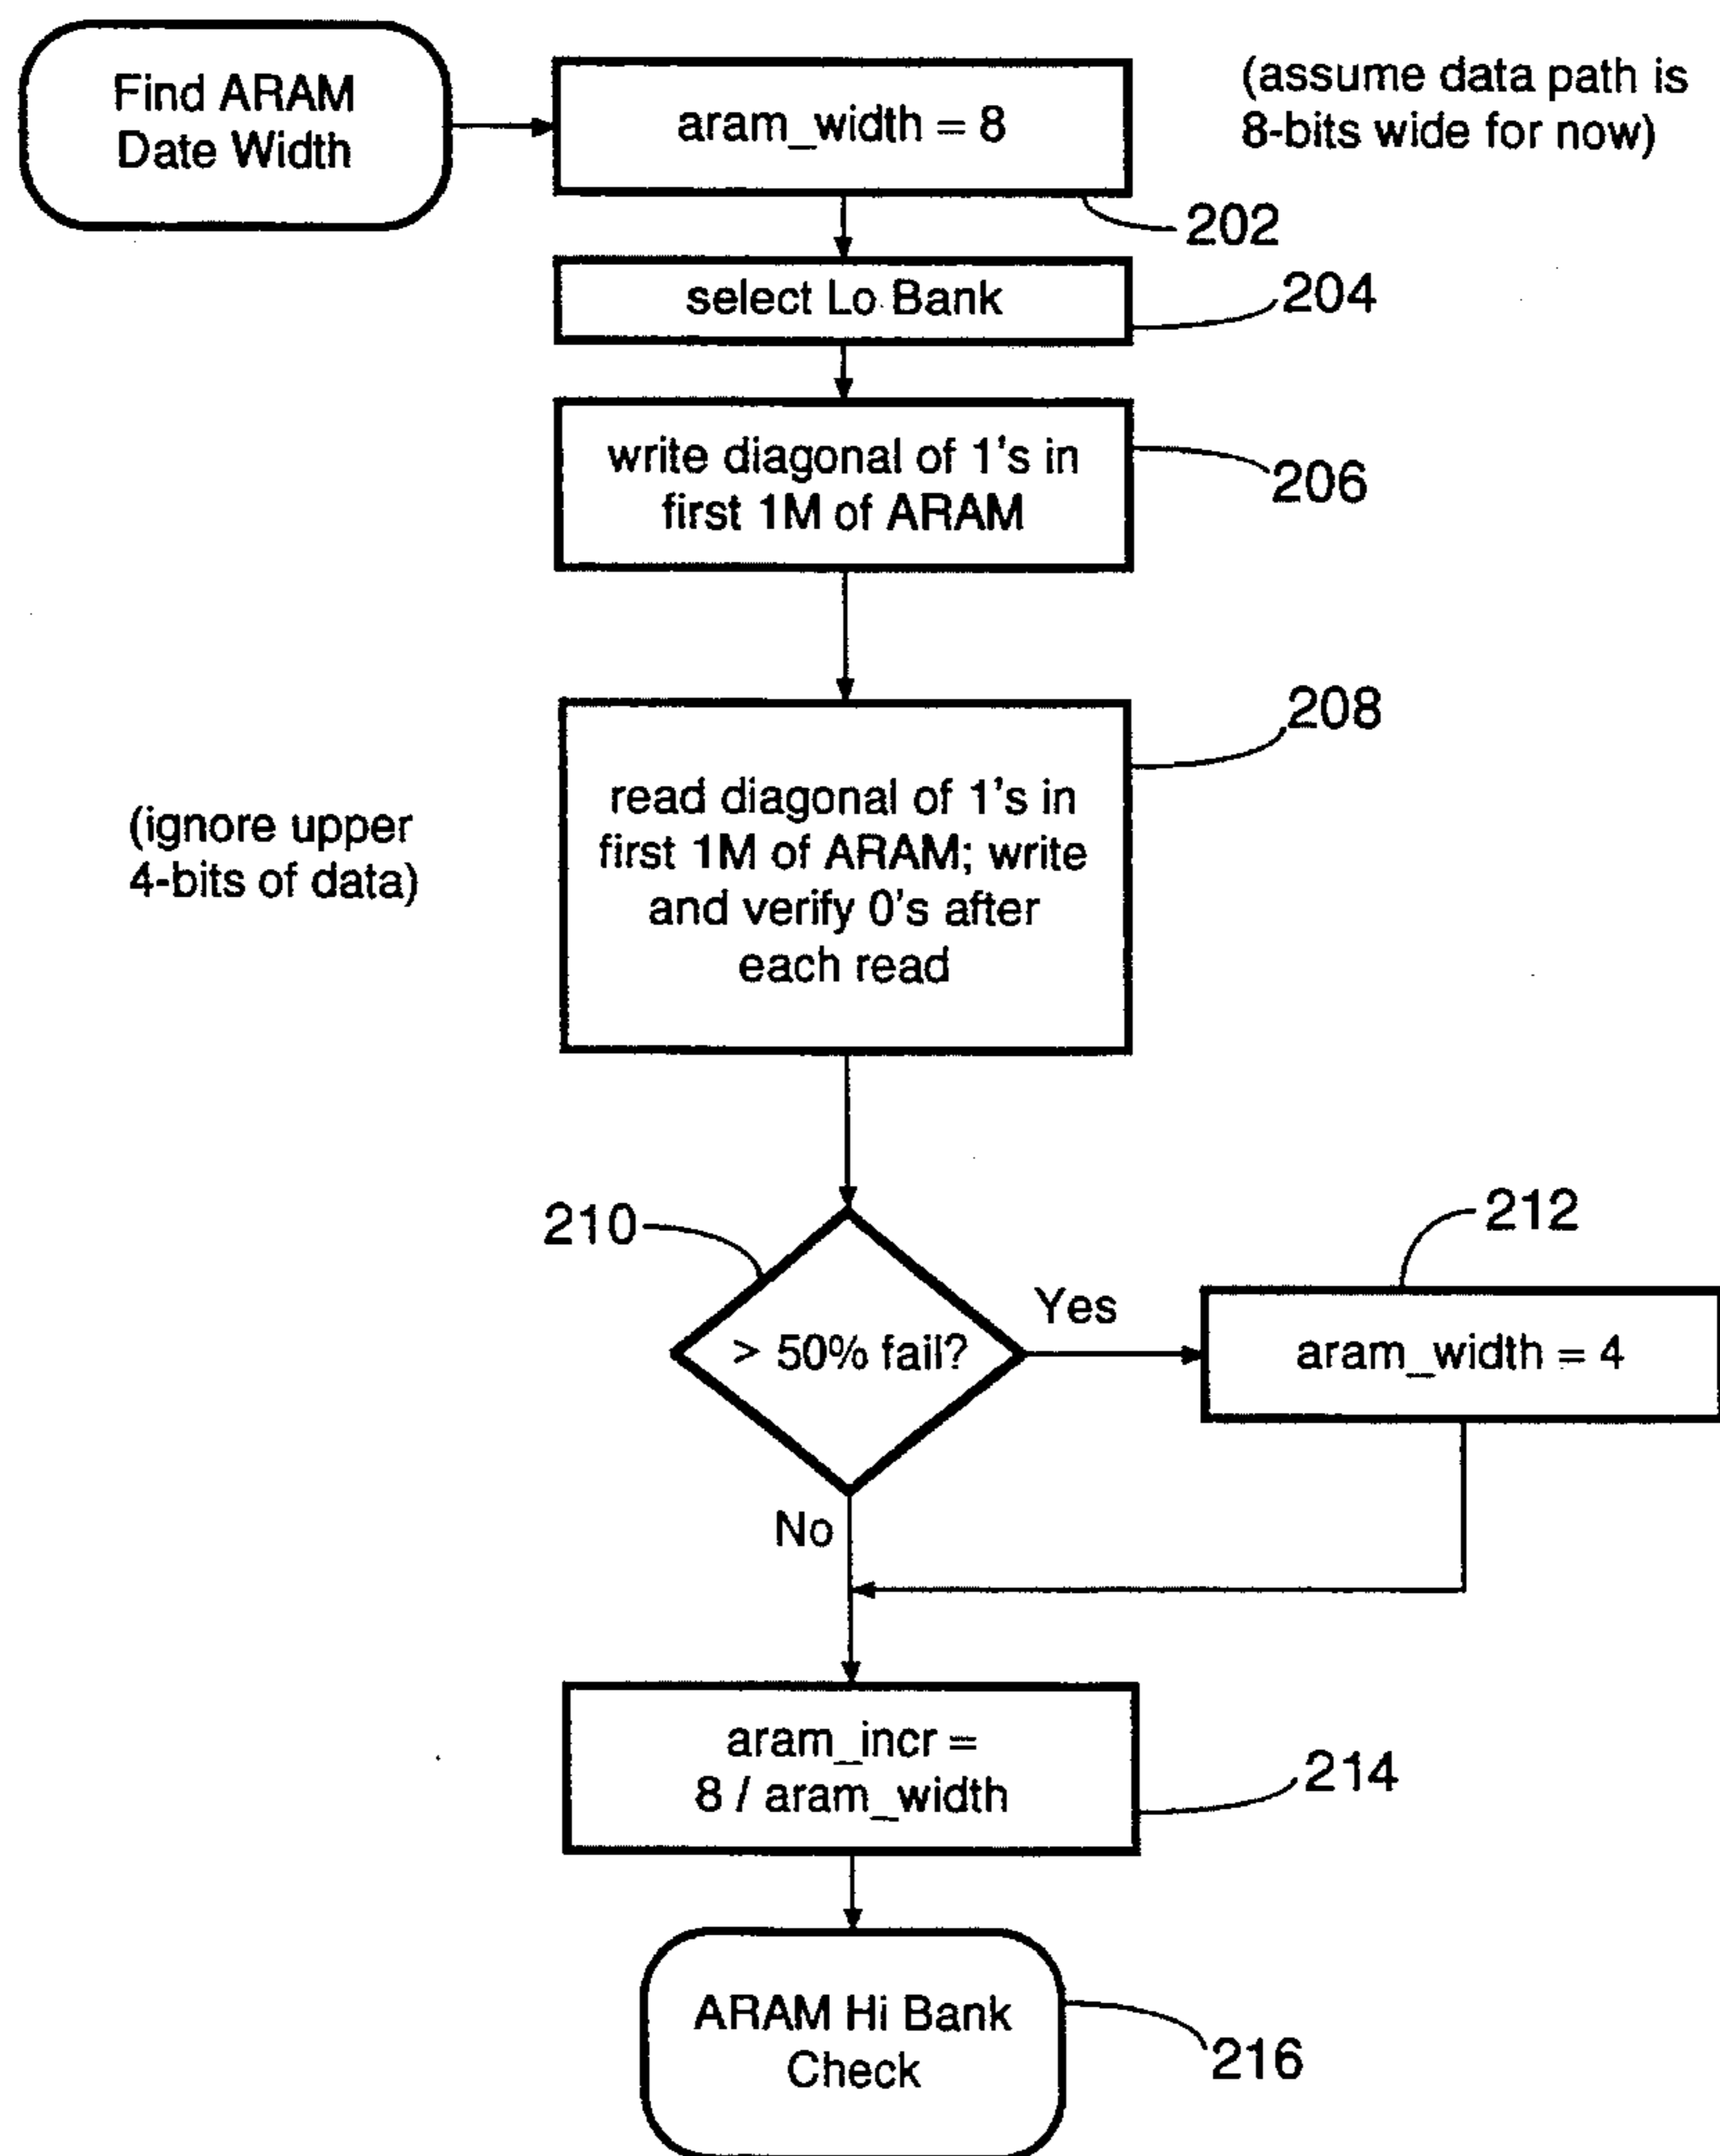 Find ARAM
Date Width
aram_width = 8
(assume data path is
8-bits wide for now)
202
select Lo Bank
204
write diagonal of 1's in
first 1M of ARAM
206
208
read diagonal of 1's in
first 1M of ARAM; write
and verify 0's after
each read
(ignore upper
4-bits of data)
210
> 50% fail?
Yes
212
aram_width = 4
No
aram_incr =
8 / aram_width
214
ARAM Hi Bank
Check
216